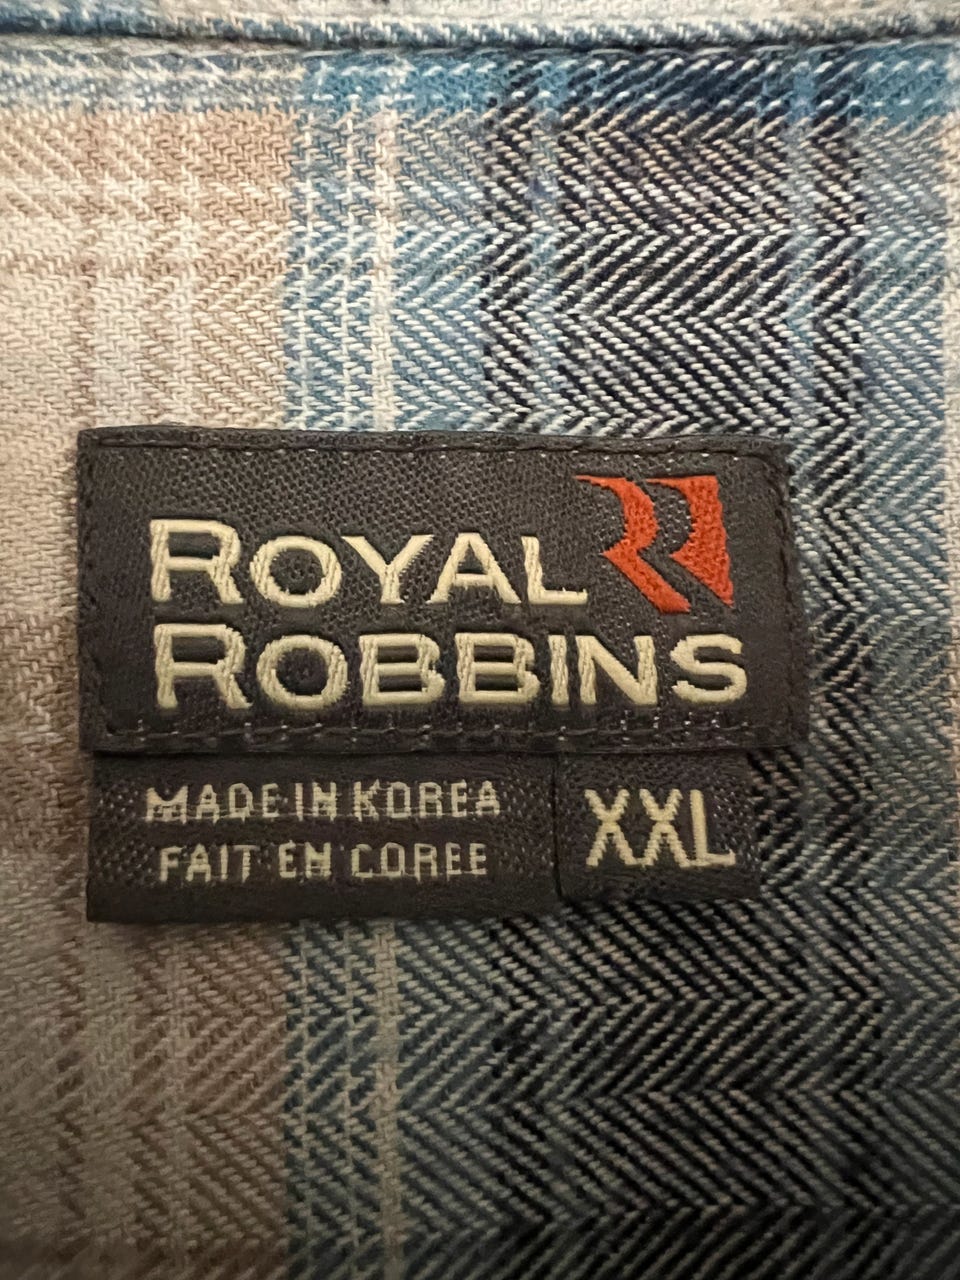 ROYAL
ROBBINS
MADE IN KOREA
FAIT EN COREE
XXL